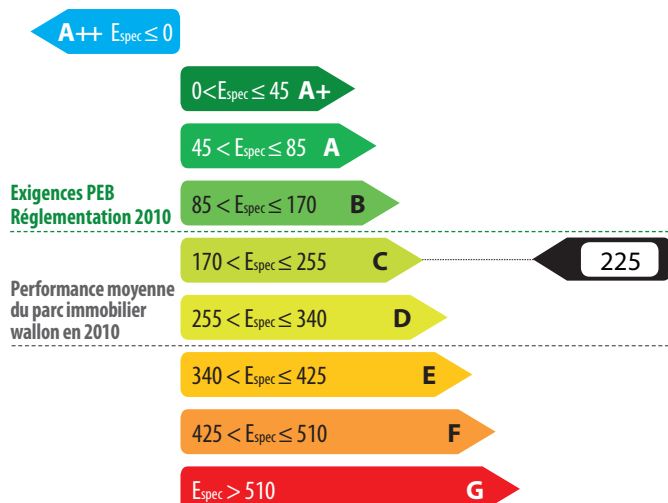 A++ Espec ≤ 0
0<Espec ≤ 45 A+
45 < Espec ≤ 85 A
Exigences PEB
Réglementation 2010
85 < Espec ≤ 170 B
170 < Espec ≤ 255 C
225
Performance moyenne
du parc immobilier
wallon en 2010
255 < Espec ≤ 340 D
340 < Espec ≤ 425 E
425 < Espec ≤ 510 F
Espec > 510 G